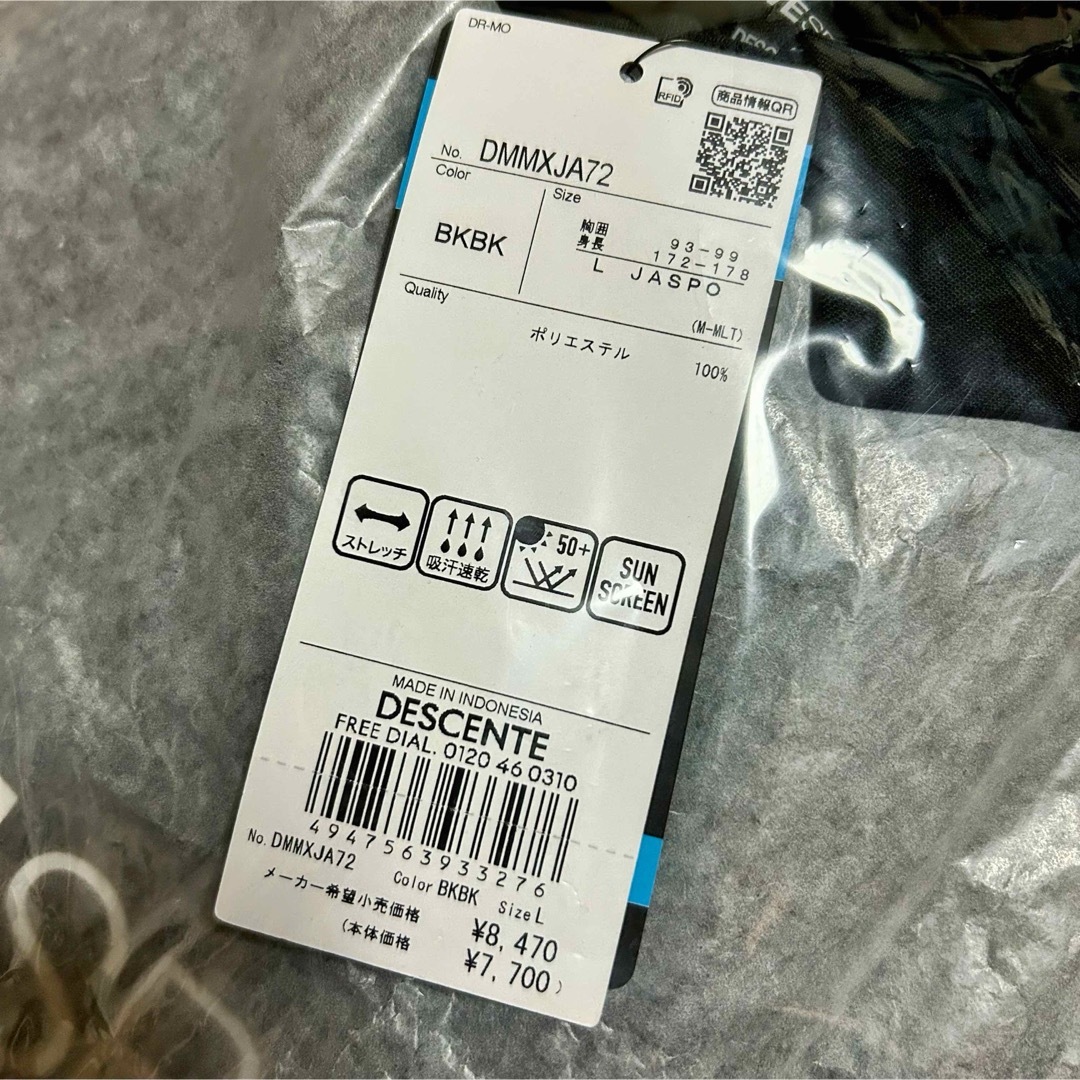 DR-MO
RFID
商品情報QR
No. DMMXJA72
Color
Size
BKBK
胸囲 93-99
身長 172-178
L JASPO
Quality
(M-MLT)
ポリエステル 100%
ストレッチ
吸汗速乾
50+
SUN SCREEN
MADE IN INDONESIA
DESCENTE
FREE DIAL. 0120 46 0310
4947563933276
No. DMMXJA72 Color BKBK Size L
メーカー希望小売価格 ¥8,470
(本体価格 ¥7,700)